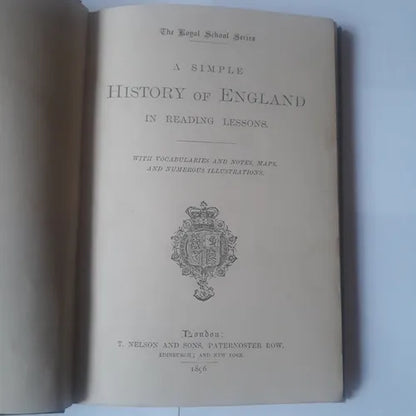 The Royal School Series
A SIMPLE
HISTORY OF ENGLAND
IN READING LESSONS.
WITH VOCABULARIES AND NOTES, MAPS,
AND NUMEROUS ILLUSTRATIONS.
London:
T. NELSON AND SONS, PATERNOSTER ROW,
EDINBURGH; AND NEW YORK.